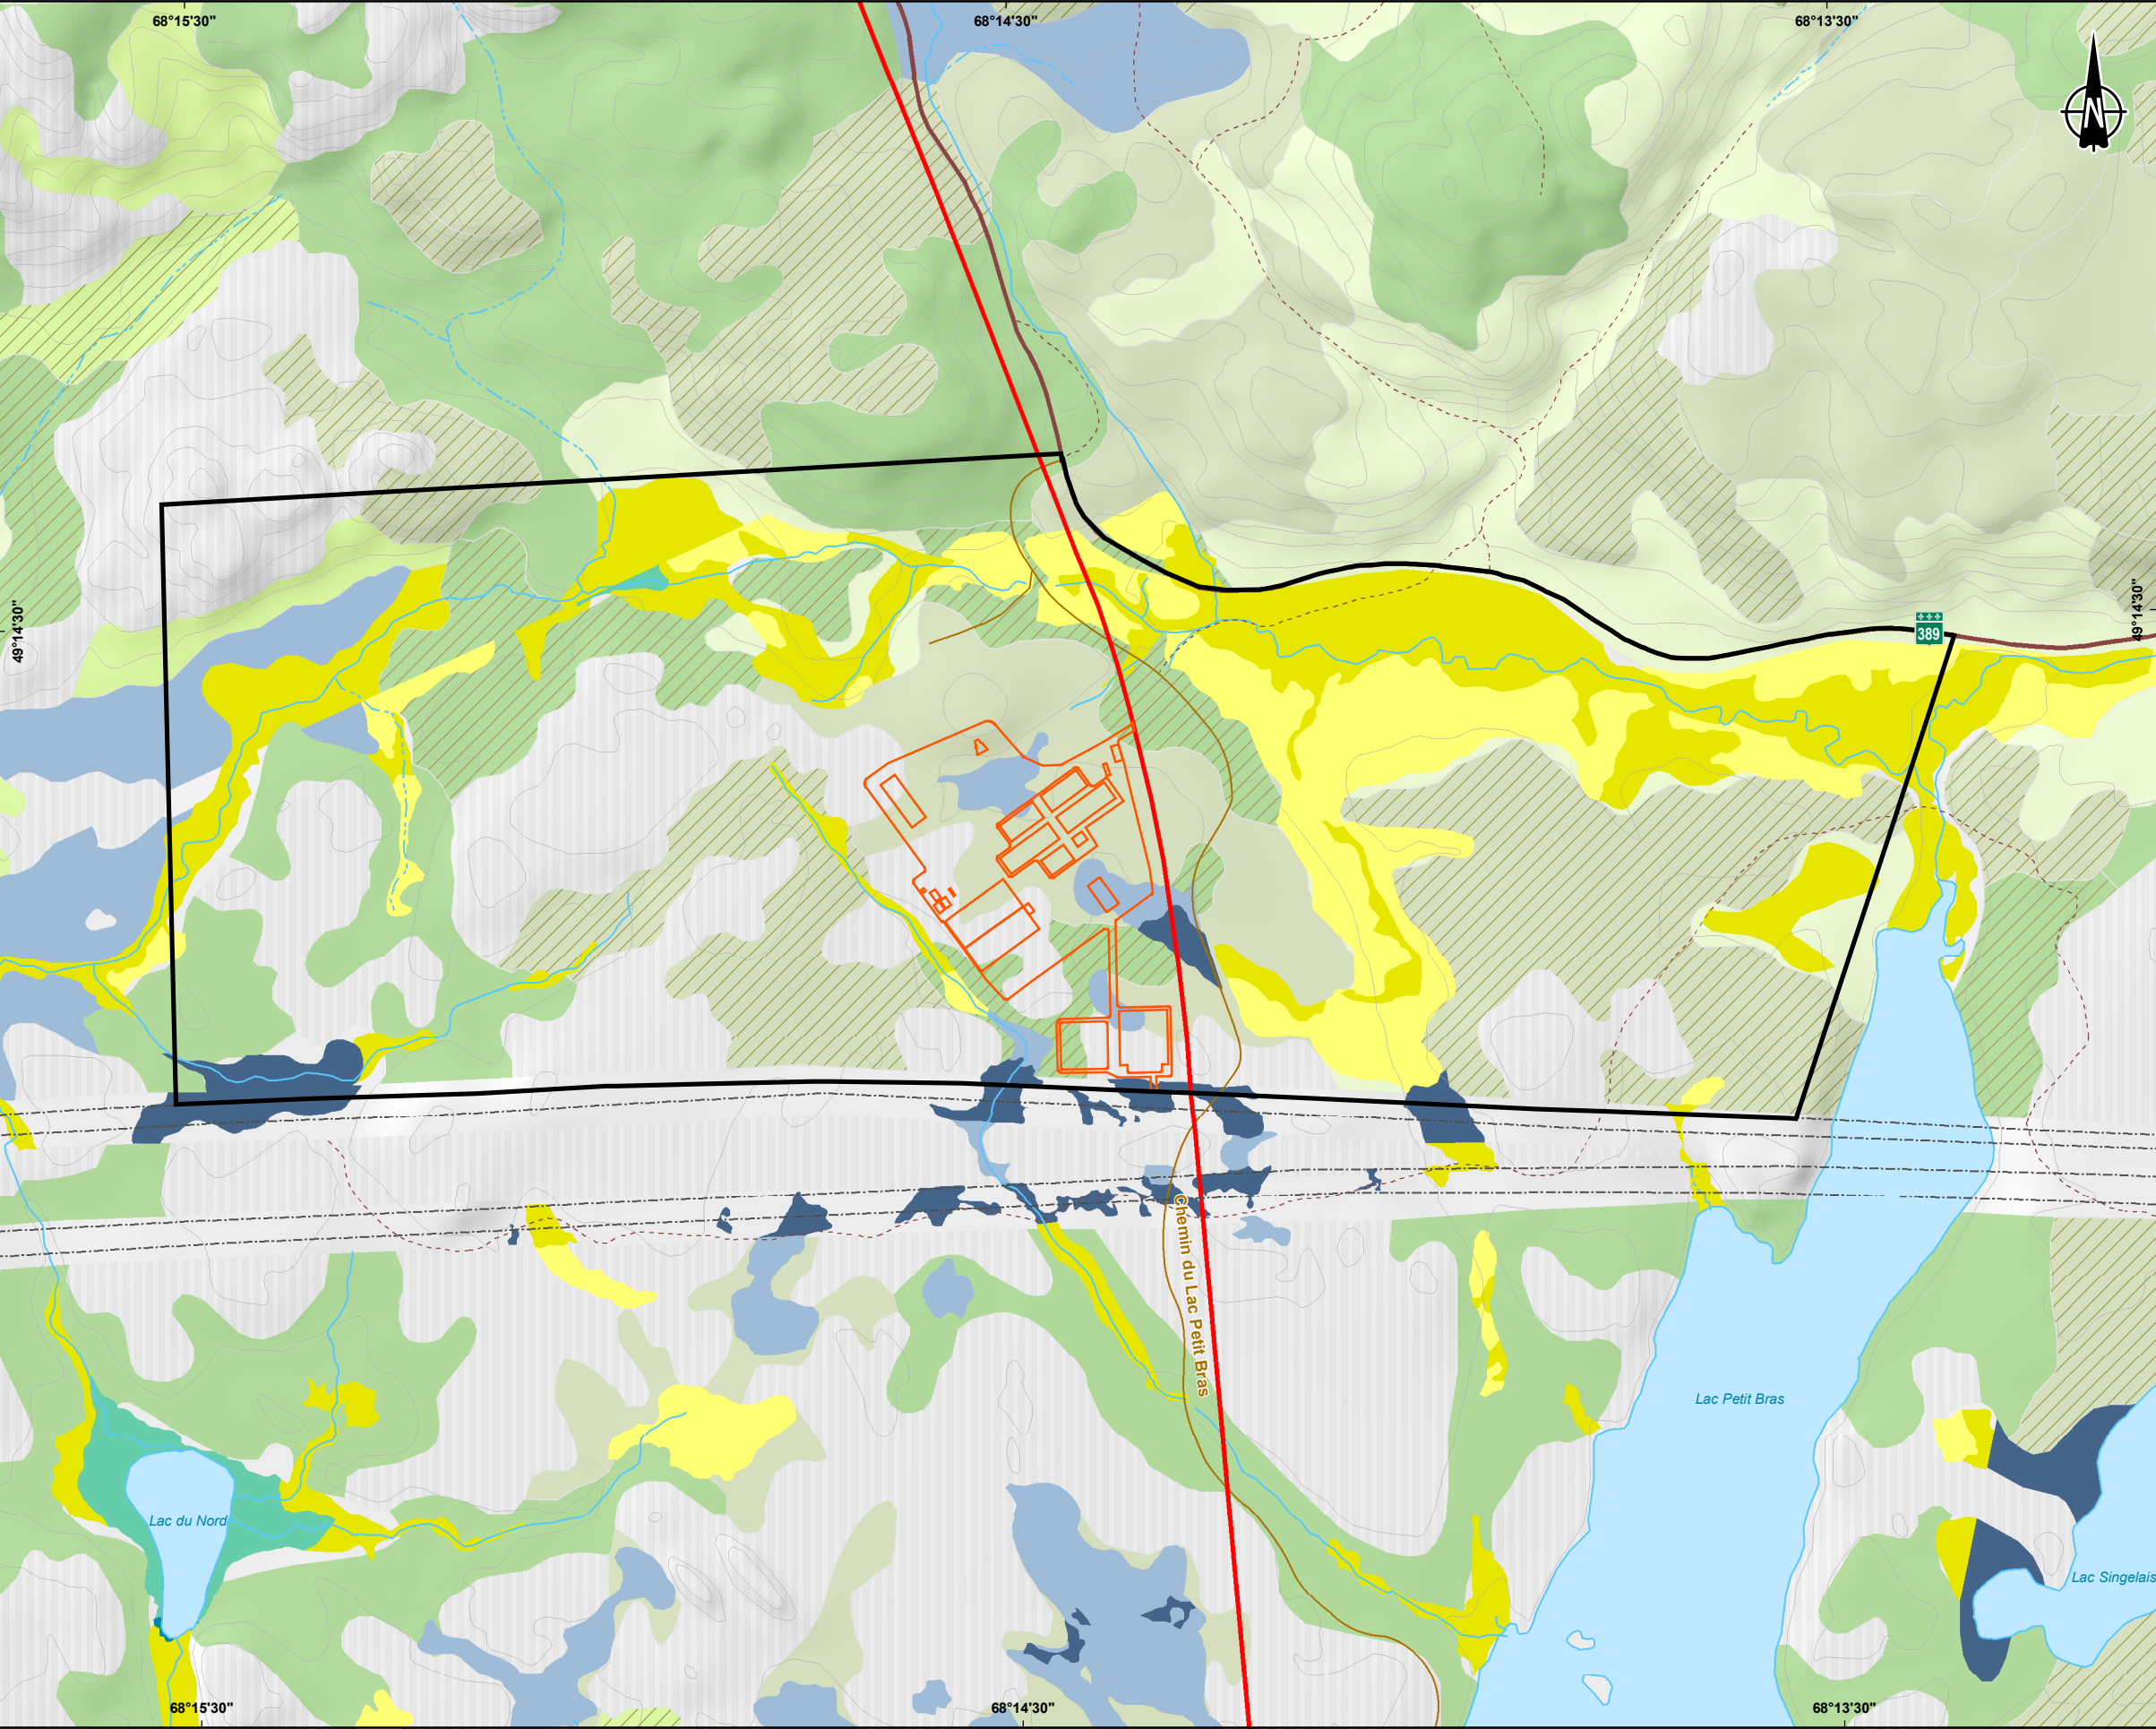 68°15'30"
68°14'30"
68°13'30"
N
49°14'30"
49°14'30"
389
Chemin du Lac Petit Bras
Lac Petit Bras
Lac du Nord
Lac Singelais
68°15'30"
68°14'30"
68°13'30"